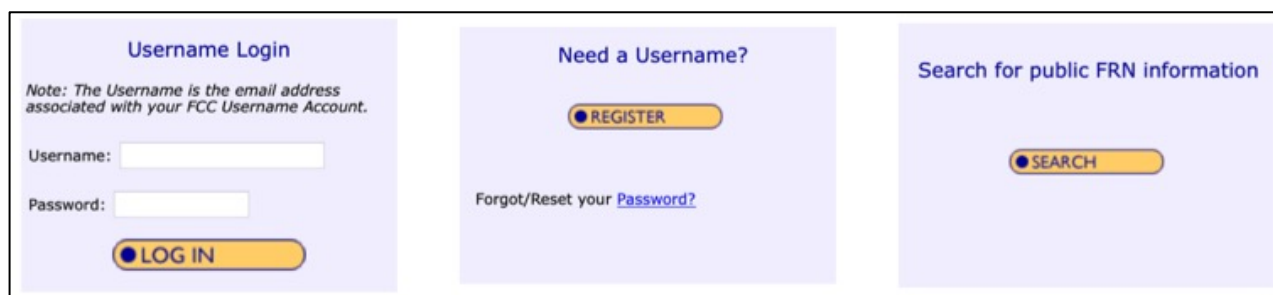 Username Login
Note: The Username is the email address
associated with your FCC Username Account.
Username:
Password:
LOG IN
Need a Username?
REGISTER
Forgot/Reset your Password?
Search for public FRN information
SEARCH